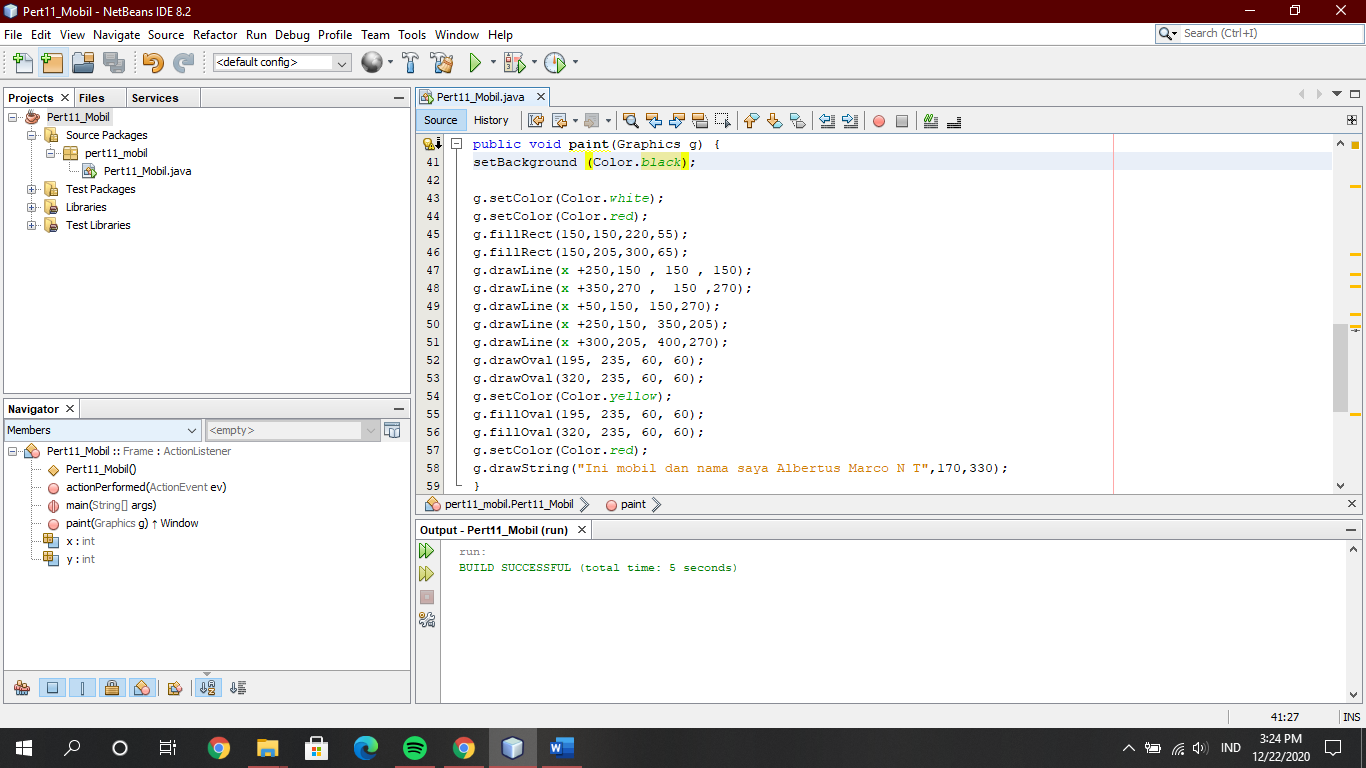 Pert11_Mobil - NetBeans IDE 8.2
File Edit View Navigate Source Refactor Run Debug Profile Team Tools Window Help
Search (Ctrl+I)
<default config>
Projects Files Services
Pert11_Mobil
Source Packages
pert11_mobil
Pert11_Mobil.java
Test Packages
Libraries
Test Libraries
Navigator
Members
<empty>
Pert11_Mobil :: Frame : ActionListener
Pert11_Mobil()
actionPerformed(ActionEvent ev)
main(String[] args)
paint(Graphics g) ↑ Window
x : int
y : int
Pert11_Mobil.java
Source History
public void paint(Graphics g) {
41 setBackground (Color.black);
42
43 g.setColor(Color.white);
44 g.setColor(Color.red);
45 g.fillRect(150,150,220,55);
46 g.fillRect(150,205,300,65);
47 g.drawLine(x +250,150 , 150 , 150);
48 g.drawLine(x +350,270 ,  150 ,270);
49 g.drawLine(x +50,150, 150,270);
50 g.drawLine(x +250,150, 350,205);
51 g.drawLine(x +300,205, 400,270);
52 g.drawOval(195, 235, 60, 60);
53 g.drawOval(320, 235, 60, 60);
54 g.setColor(Color.yellow);
55 g.fillOval(195, 235, 60, 60);
56 g.fillOval(320, 235, 60, 60);
57 g.setColor(Color.red);
58 g.drawString("Ini mobil dan nama saya Albertus Marco N T",170,330);
59 }
pert11_mobil.Pert11_Mobil paint
Output - Pert11_Mobil (run)
run:
BUILD SUCCESSFUL (total time: 5 seconds)
41:27 INS
IND
3:24 PM
12/22/2020